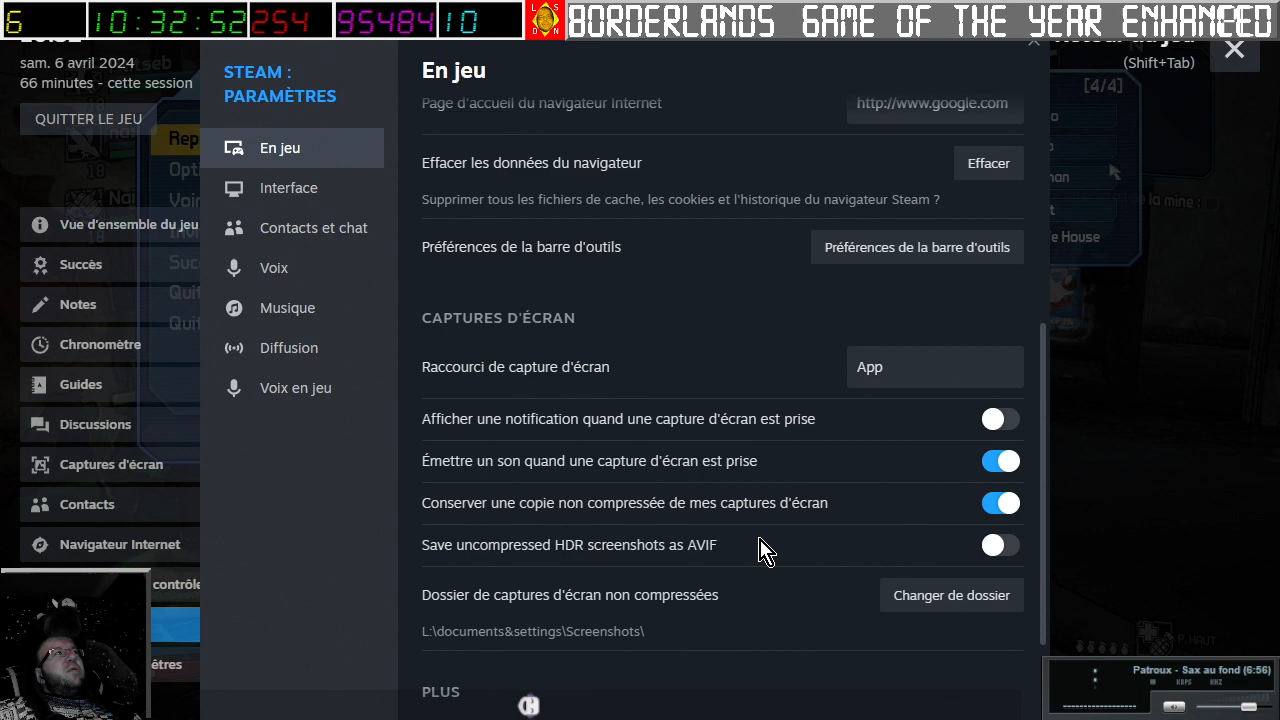 6 10:32:52 254 95484 10 BORDERLANDS GAME OF THE YEAR ENHANCED
sam. 6 avril 2024
66 minutes - cette session
QUITTER LE JEU
Vue d'ensemble du jeu
Succès
Notes
Chronomètre
Guides
Discussions
Captures d'écran
Contacts
Navigateur Internet
contrôle
êtres
STEAM :
PARAMÈTRES
En jeu
Interface
Contacts et chat
Voix
Musique
Diffusion
Voix en jeu
En jeu
Page d'accueil du navigateur Internet
http://www.google.com
Effacer les données du navigateur
Effacer
Supprimer tous les fichiers de cache, les cookies et l'historique du navigateur Steam ?
Préférences de la barre d'outils
Préférences de la barre d'outils
CAPTURES D'ÉCRAN
Raccourci de capture d'écran
App
Afficher une notification quand une capture d'écran est prise
Émettre un son quand une capture d'écran est prise
Conserver une copie non compressée de mes captures d'écran
Save uncompressed HDR screenshots as AVIF
Dossier de captures d'écran non compressées
Changer de dossier
L:\documents&settings\Screenshots\
PLUS
(Shift+Tab)
[4/4]
la mine :
House
P. HAUT
Patroux - Sax au fond (6:56)
KBPS KHZ